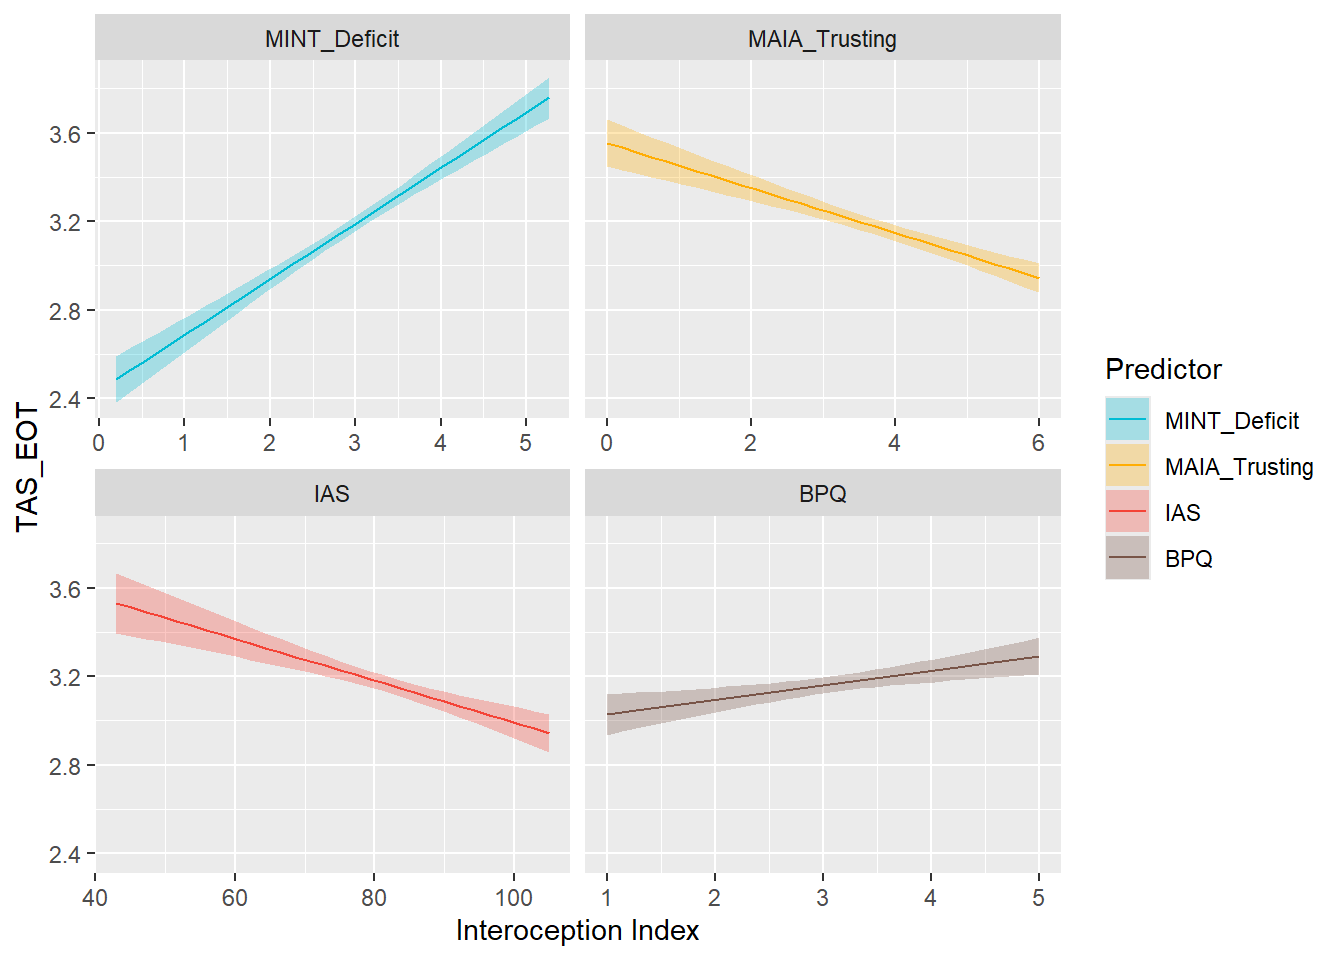 MINT_Deficit
MAIA_Trusting
3.6
3.2
2.8
2.4
0 1 2 3 4 5
0 2 4 6
IAS
BPQ
3.6
3.2
2.8
2.4
40 60 80 100
1 2 3 4 5
TAS_EOT
Interoception Index
Predictor
MINT_Deficit
MAIA_Trusting
IAS
BPQ